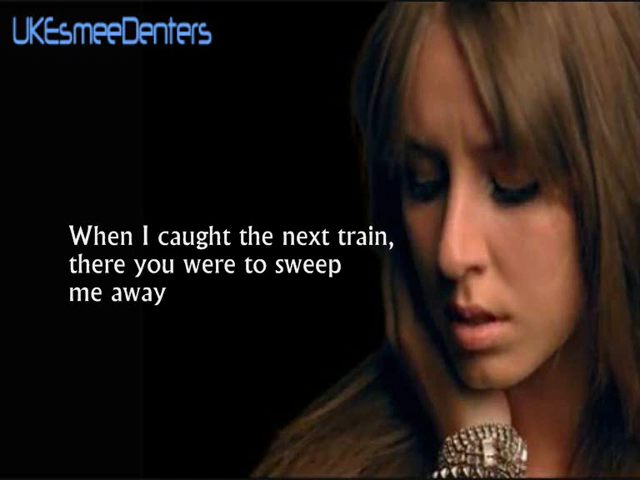 UKEsmeeDenters
When I caught the next train,
there you were to sweep
me away